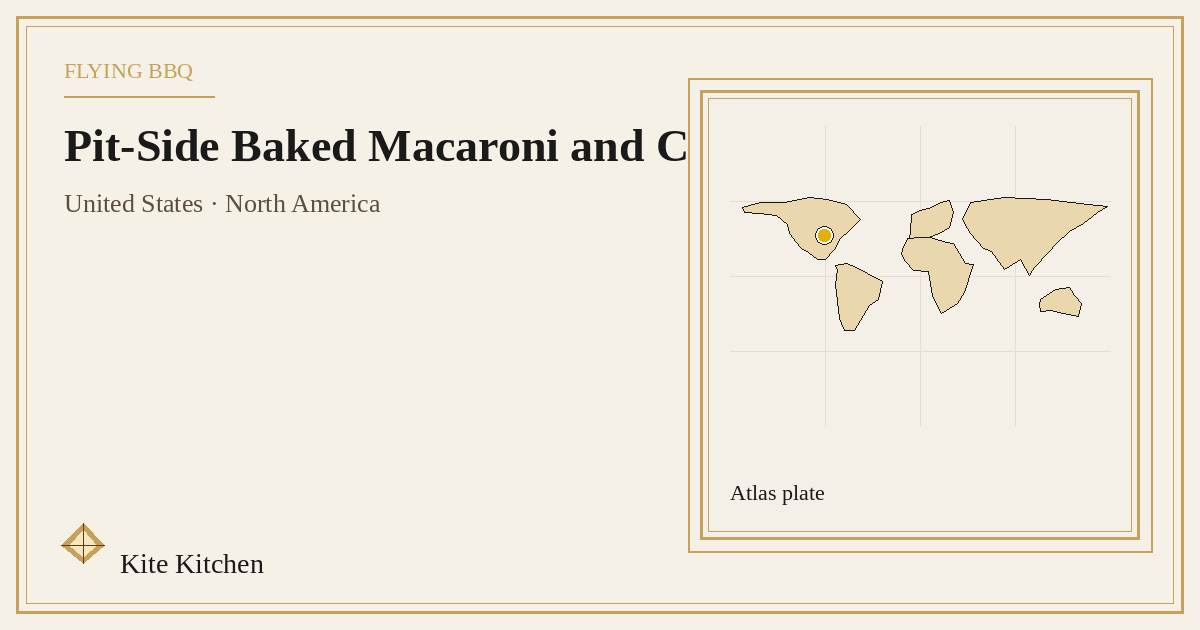 FLYING BBQ
Pit-Side Baked Macaroni and C
United States · North America
Atlas plate
Kite Kitchen